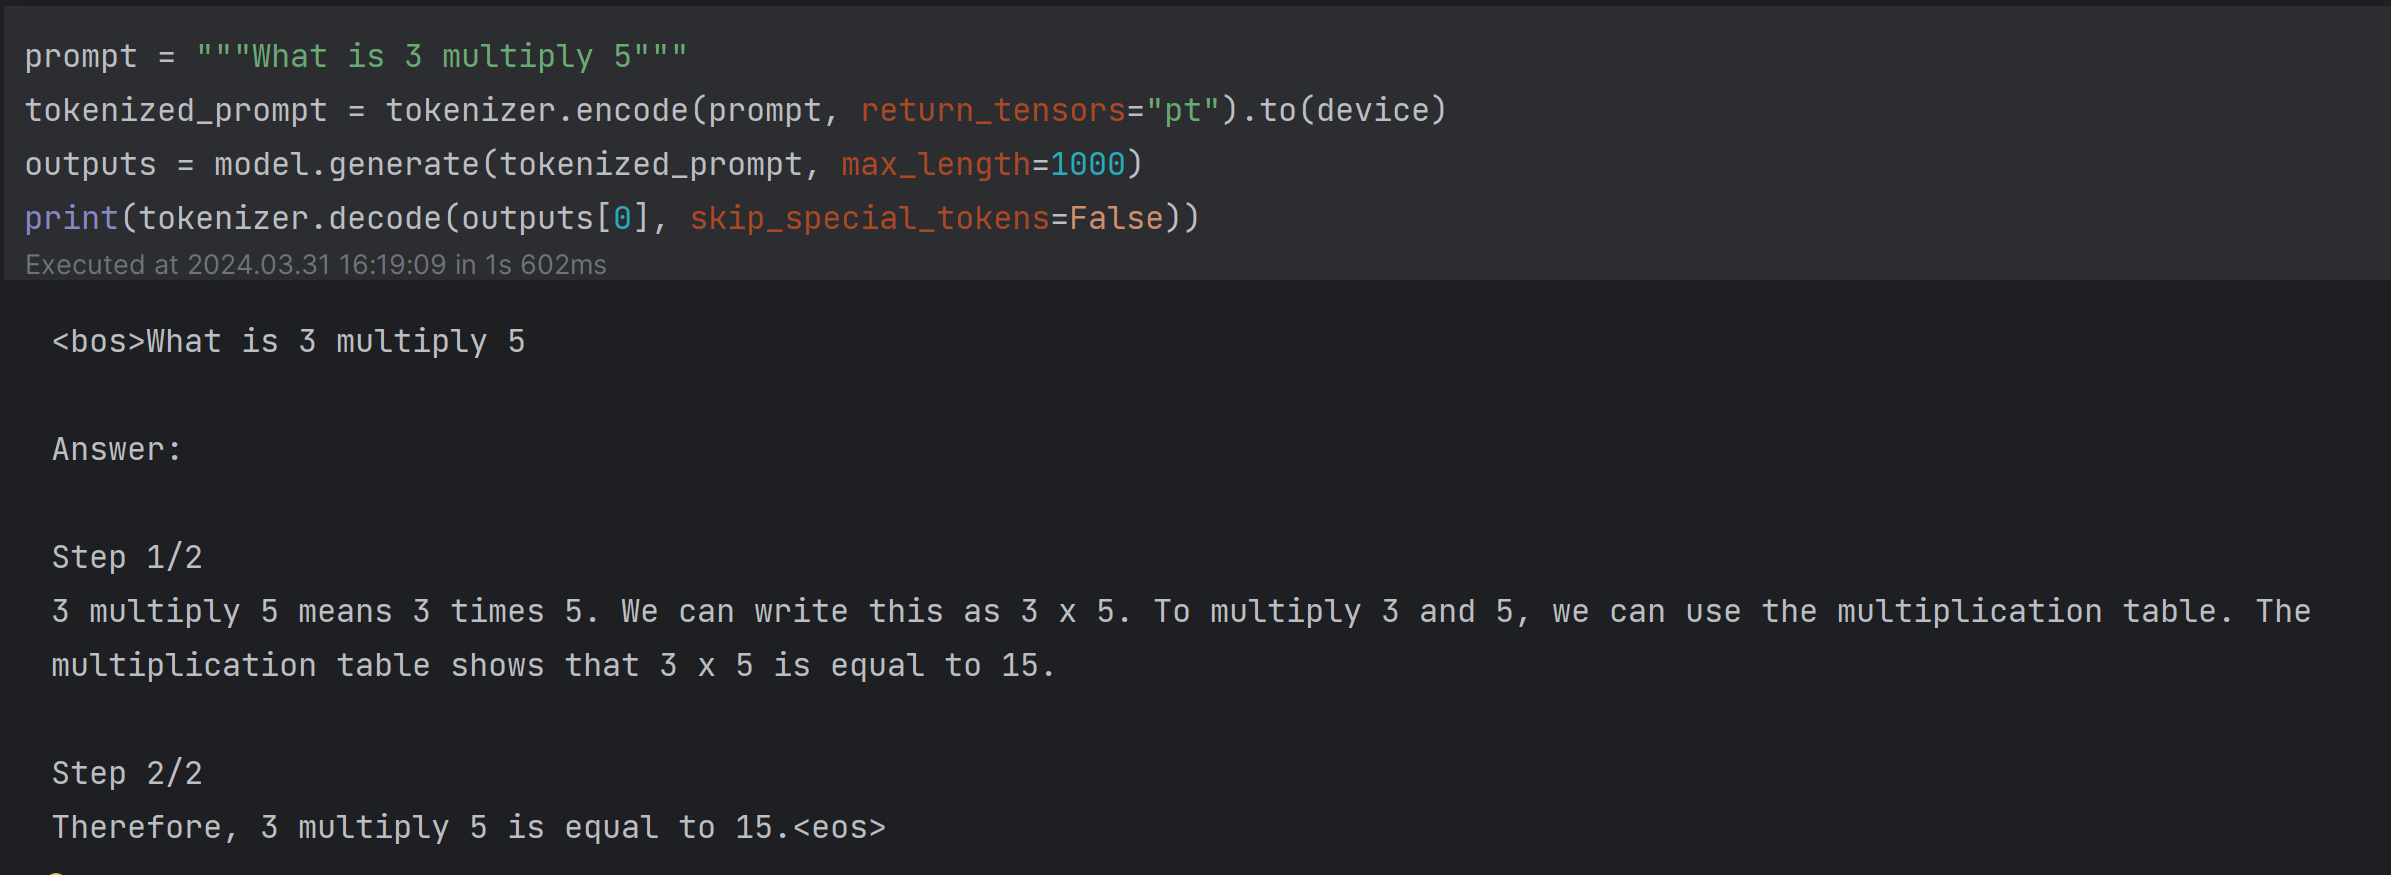 prompt = """What is 3 multiply 5"""
tokenized_prompt = tokenizer.encode(prompt, return_tensors="pt").to(device)
outputs = model.generate(tokenized_prompt, max_length=1000)
print(tokenizer.decode(outputs[0], skip_special_tokens=False))
Executed at 2024.03.31 16:19:09 in 1s 602ms
<bos>What is 3 multiply 5
Answer:
Step 1/2
3 multiply 5 means 3 times 5. We can write this as 3 x 5. To multiply 3 and 5, we can use the multiplication table. The
multiplication table shows that 3 x 5 is equal to 15.
Step 2/2
Therefore, 3 multiply 5 is equal to 15.<eos>